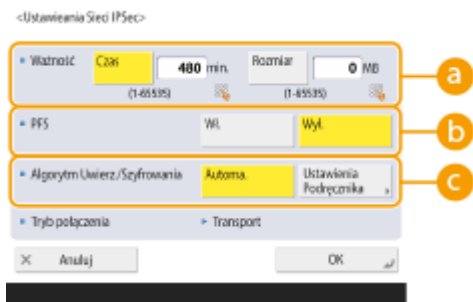 <Ustawieania Sieci IPSec>
Ważność Czas 480 min. Rozmiar 0 MB
(1-65535) (1-65535)
a
PFS Wł. Wył.
b
Algorytm Uwierz./Szyfrowania Automa. Ustawienia
Podręcznika
c
Tryb połączenia Transport
Anuluj OK